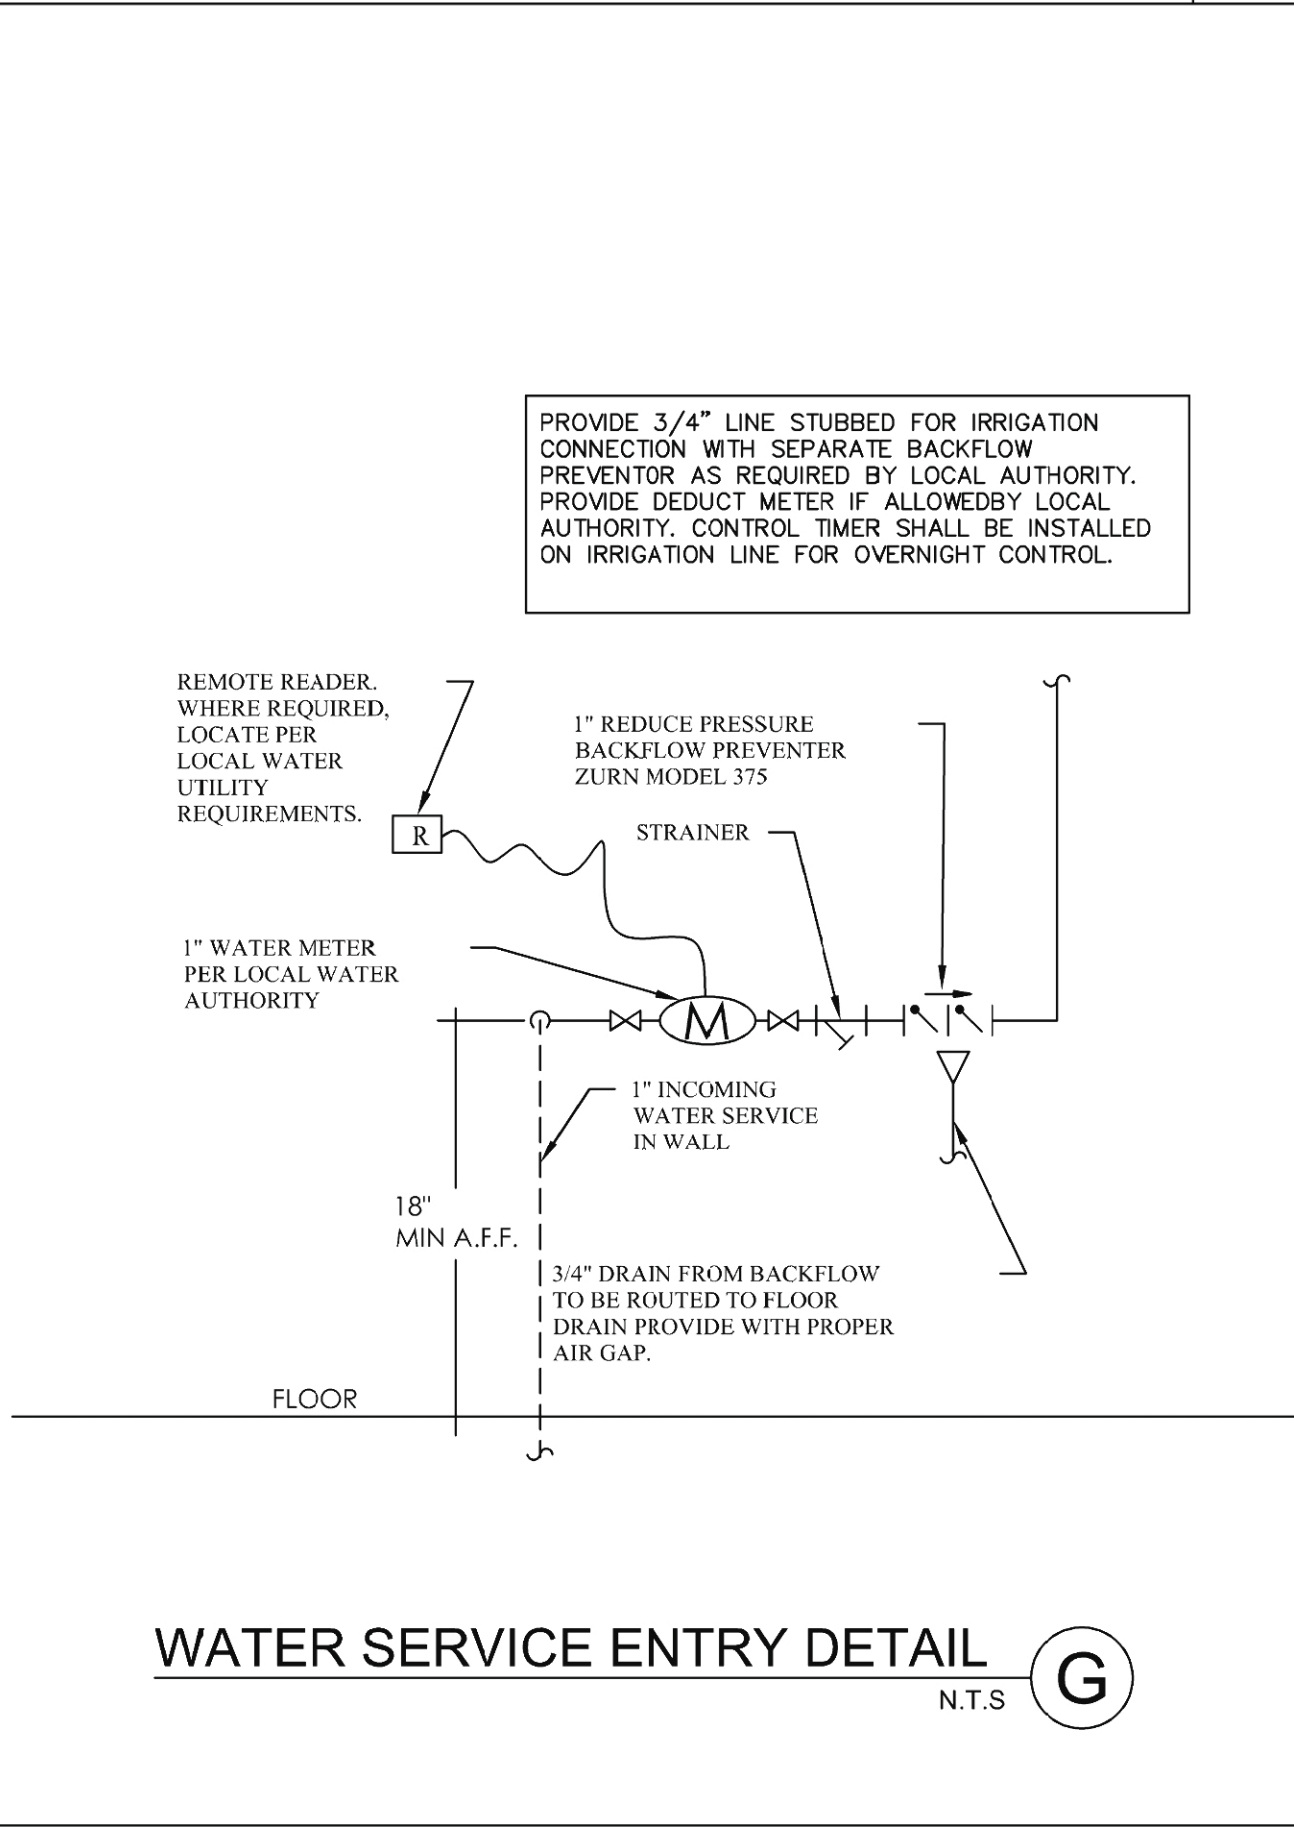 PROVIDE 3/4" LINE STUBBED FOR IRRIGATION
CONNECTION WITH SEPARATE BACKFLOW
PREVENTOR AS REQUIRED BY LOCAL AUTHORITY.
PROVIDE DEDUCT METER IF ALLOWEDBY LOCAL
AUTHORITY. CONTROL TIMER SHALL BE INSTALLED
ON IRRIGATION LINE FOR OVERNIGHT CONTROL.
REMOTE READER.
WHERE REQUIRED,
LOCATE PER
LOCAL WATER
UTILITY
REQUIREMENTS.
1" REDUCE PRESSURE
BACKFLOW PREVENTER
ZURN MODEL 375
R
STRAINER
1" WATER METER
PER LOCAL WATER
AUTHORITY
M
1" INCOMING
WATER SERVICE
IN WALL
18"
MIN A.F.F.
3/4" DRAIN FROM BACKFLOW
TO BE ROUTED TO FLOOR
DRAIN PROVIDE WITH PROPER
AIR GAP.
FLOOR
WATER SERVICE ENTRY DETAIL
N.T.S
G